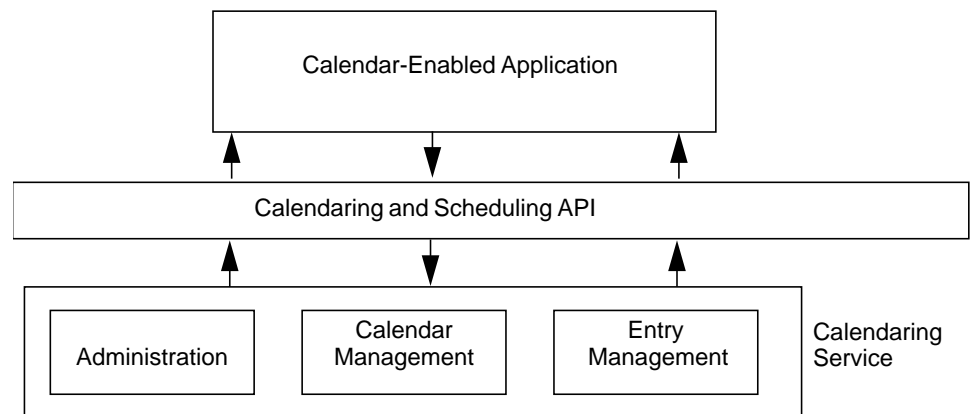 Calendar-Enabled Application
Calendaring and Scheduling API
Administration
Calendar
Management
Entry
Management
Calendaring
Service